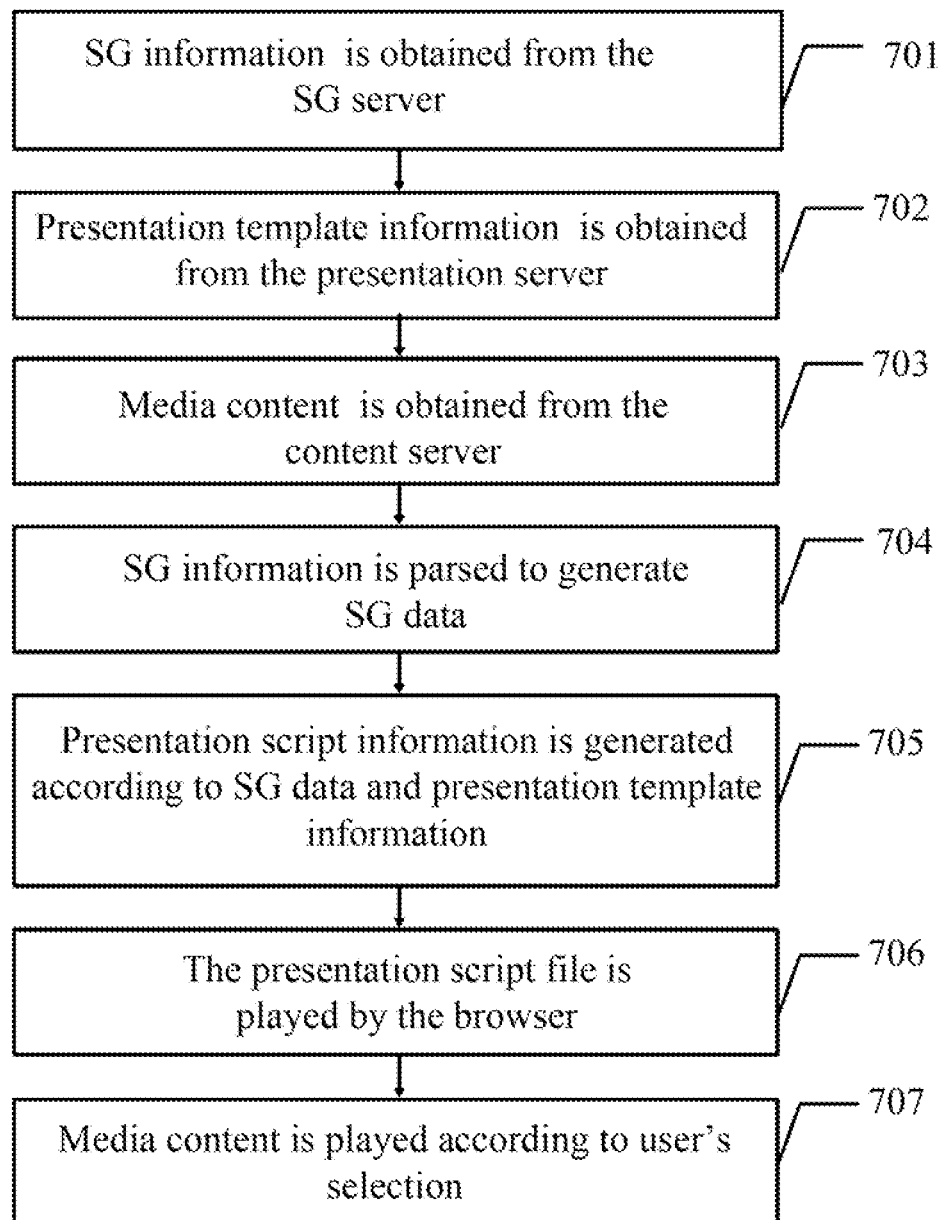 SG information is obtained from the
SG server
701
Presentation template information is obtained
from the presentation server
702
Media content is obtained from the
content server
703
SG information is parsed to generate
SG data
704
Presentation script information is generated
according to SG data and presentation template
information
705
The presentation script file is
played by the browser
706
Media content is played according to user's
selection
707